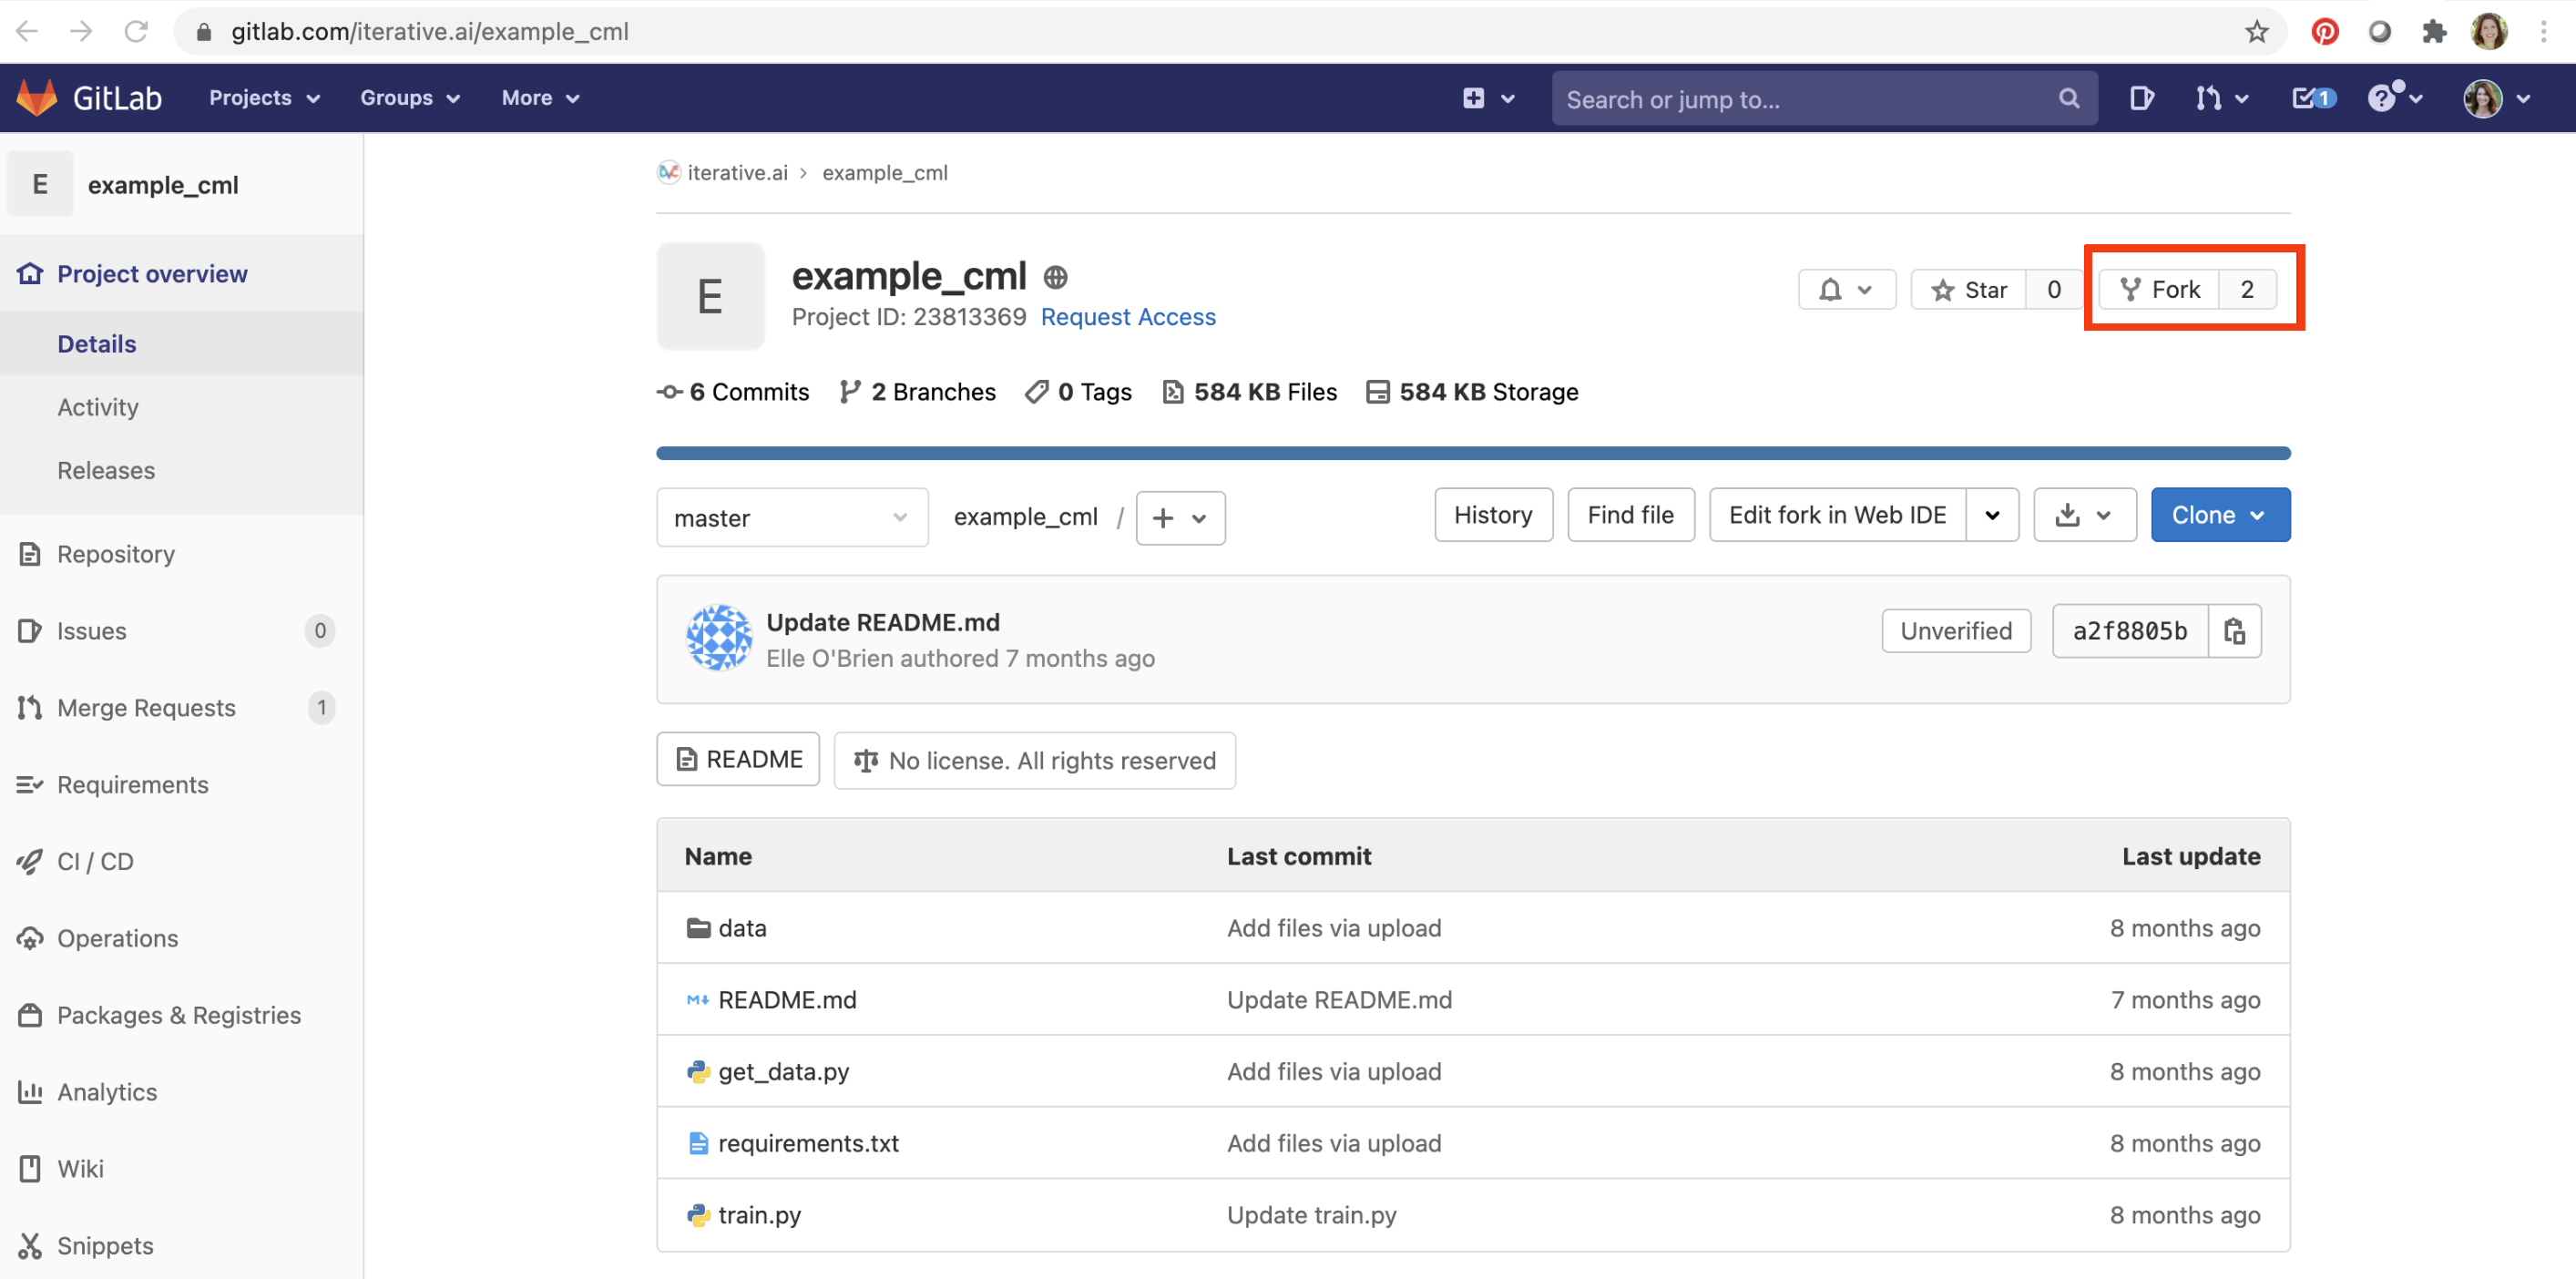 gitlab.com/iterative.ai/example_cml
GitLab Projects Groups More Search or jump to... 1
E example_cml
Project overview
Details
Activity
Releases
Repository
Issues 0
Merge Requests 1
Requirements
CI / CD
Operations
Packages & Registries
Analytics
Wiki
Snippets
DVC iterative.ai > example_cml
E
example_cml
Project ID: 23813369 Request Access
Star 0 Fork 2
6 Commits 2 Branches 0 Tags 584 KB Files 584 KB Storage
master example_cml / + History Find file Edit fork in Web IDE Clone
Update README.md
Elle O'Brien authored 7 months ago
Unverified a2f8805b
README No license. All rights reserved
Name Last commit Last update
data Add files via upload 8 months ago
README.md Update README.md 7 months ago
get_data.py Add files via upload 8 months ago
requirements.txt Add files via upload 8 months ago
train.py Update train.py 8 months ago